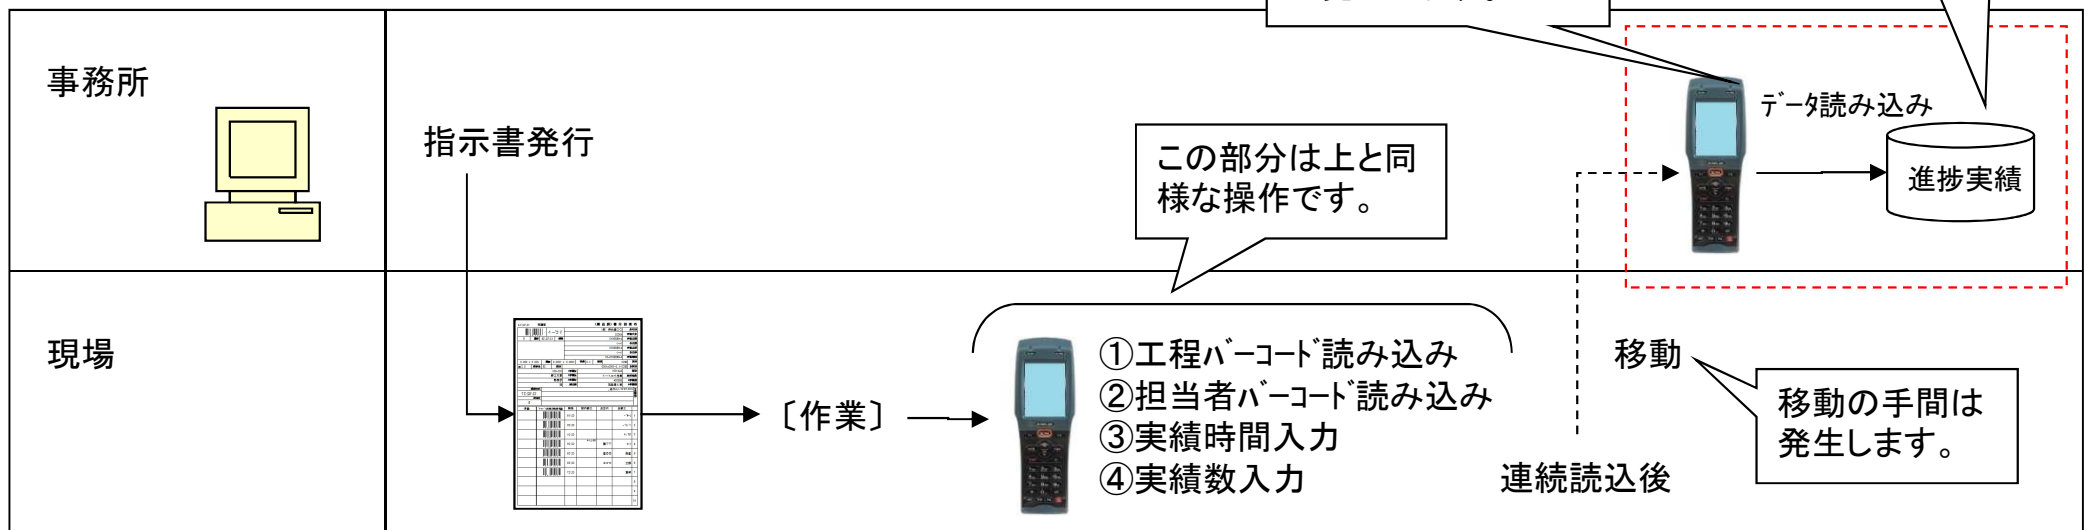 事務所
指示書発行
この部分は上と同
様な操作です。
ﾃﾞｰﾀ読み込み
進捗実績
現場
〔作業〕
①工程ﾊﾞｰｺｰﾄﾞ読み込み
②担当者ﾊﾞｰｺｰﾄﾞ読み込み
③実績時間入力
④実績数入力
移動
移動の手間は
発生します。
連続読込後